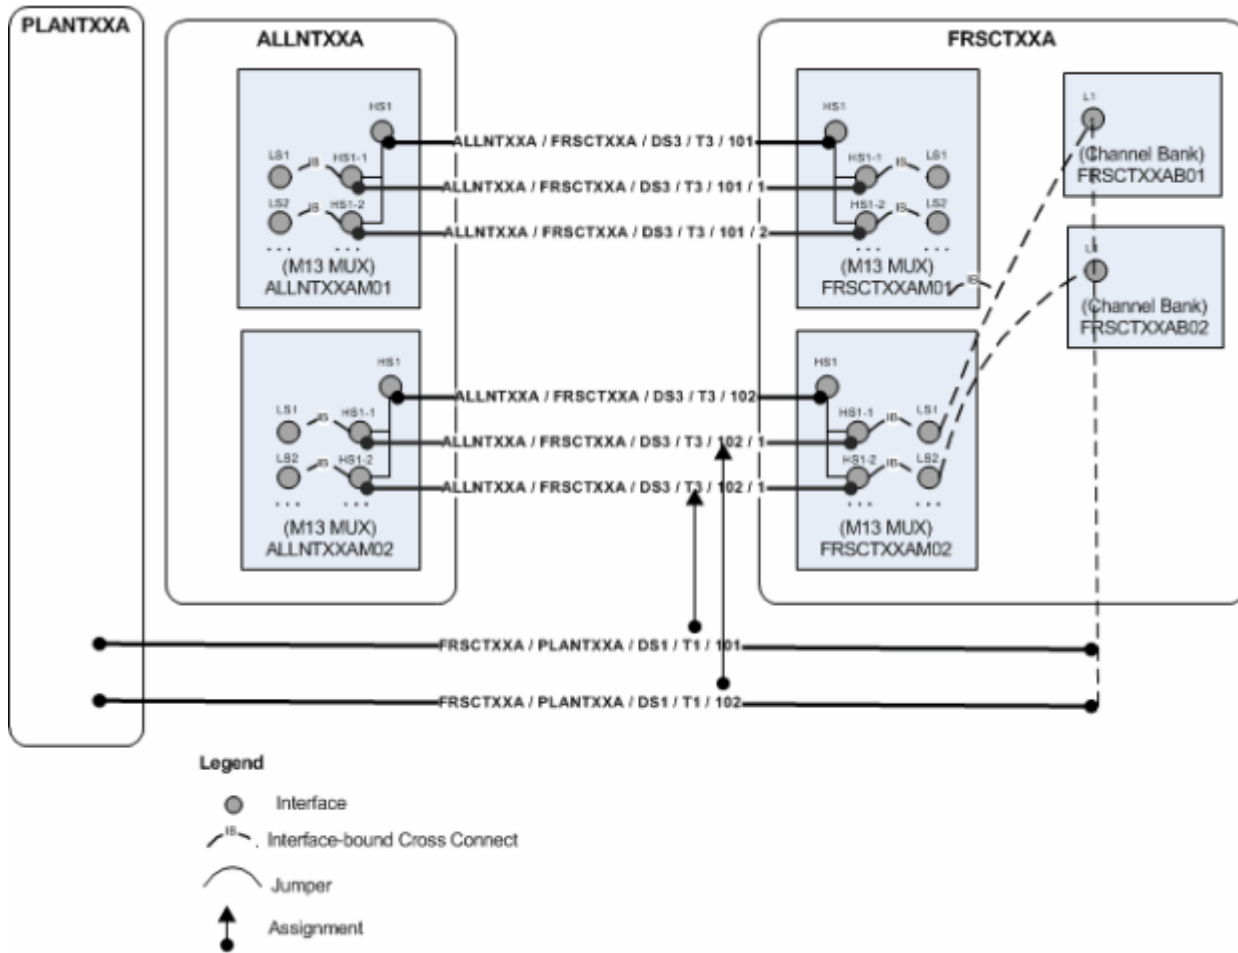 PLANTXXA
ALLNTXXA
FRSCTXXA
HS1
LS1 IB HS1-1
LS2 IB HS1-2
. . . . . .
(M13 MUX)
ALLNTXXAM01
ALLNTXXA / FRSCTXXA / DS3 / T3 / 101
ALLNTXXA / FRSCTXXA / DS3 / T3 / 101 / 1
ALLNTXXA / FRSCTXXA / DS3 / T3 / 101 / 2
HS1
HS1-1 IB LS1
HS1-2 IB LS2
. . . . . .
(M13 MUX)
FRSCTXXAM01
IB
L1
(Channel Bank)
FRSCTXXAB01
(Channel Bank)
FRSCTXXAB02
HS1
LS1 IB HS1-1
LS2 IB HS1-2
. . . . . .
(M13 MUX)
ALLNTXXAM02
ALLNTXXA / FRSCTXXA / DS3 / T3 / 102
ALLNTXXA / FRSCTXXA / DS3 / T3 / 102 / 1
ALLNTXXA / FRSCTXXA / DS3 / T3 / 102 / 1
HS1
HS1-1 IB LS1
HS1-2 IB LS2
. . . . . .
(M13 MUX)
FRSCTXXAM02
FRSCTXXA / PLANTXXA / DS1 / T1 / 101
FRSCTXXA / PLANTXXA / DS1 / T1 / 102
Legend
Interface
IB Interface-bound Cross Connect
Jumper
Assignment